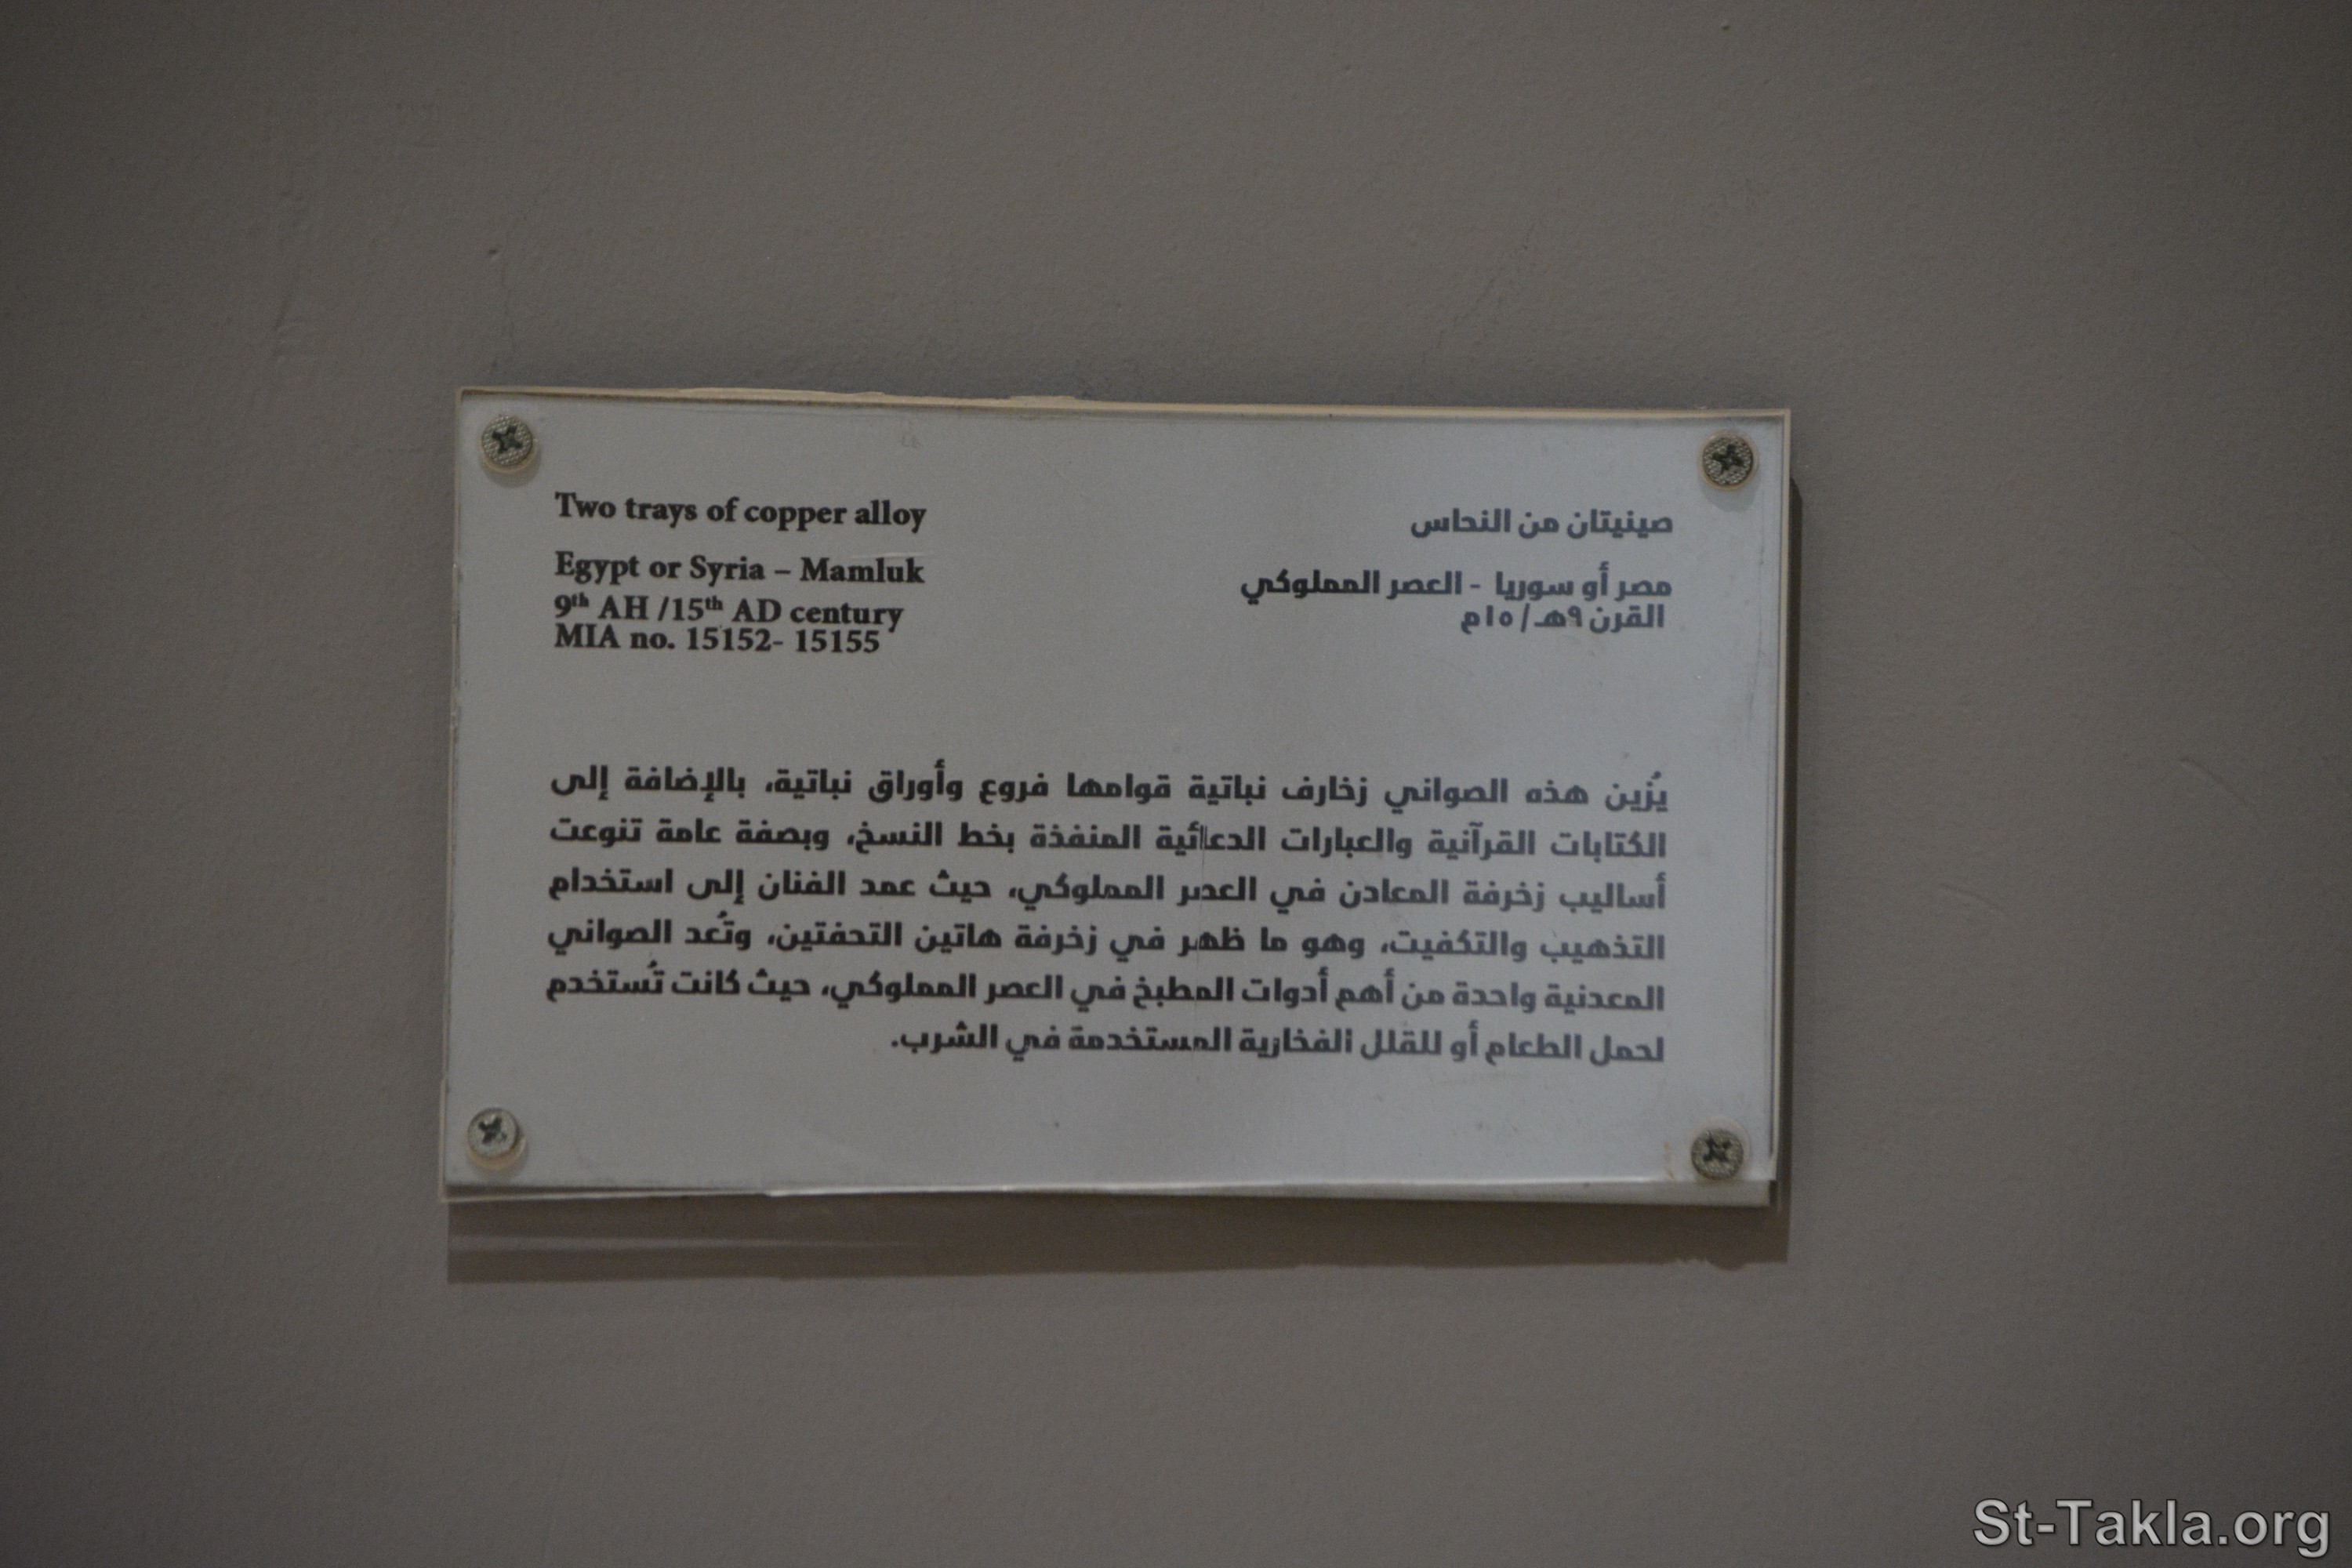 Two trays of copper alloy
Egypt or Syria – Mamluk
9th AH /15th AD century
MIA no. 15152- 15155
صينيتان من النحاس
مصر أو سوريا - العصر المملوكي
القرن ٩هـ/ ١٥م
يُزين هذه الصواني زخارف نباتية قوامها فروع وأوراق نباتية، بالإضافة إلى
الكتابات القرآنية والعبارات الدعائية المنفذة بخط النسخ، وبصفة عامة تنوعت
أساليب زخرفة المعادن في العصر المملوكي، حيث عمد الفنان إلى استخدام
التذهيب والتكفيت، وهو ما ظهر في زخرفة هاتين التحفتين، وتُعد الصواني
المعدنية واحدة من أهم أدوات المطبخ في العصر المملوكي، حيث كانت تُستخدم
لحمل الطعام أو للقلل الفخارية المستخدمة في الشرب.
St-Takla.org